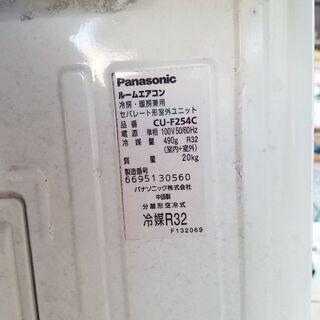 Panasonic
ルームエアコン
冷房・暖房兼用
セパレート形室外ユニット
品番 CU-F254C
電源 単相 100V 50/60Hz
冷媒量 490g R32
(室内+室外)
質量 20kg
製造番号
6695130560
パナソニック株式会社
中国製
分離形空冷式
冷媒R32
F132069